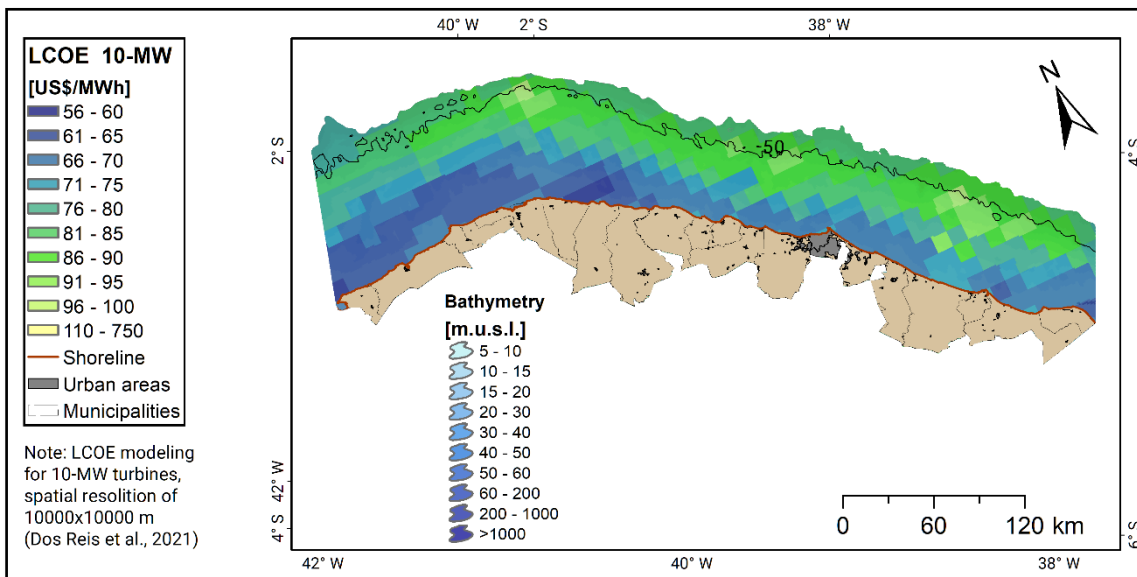 40° W 2° S 38° W
LCOE 10-MW
[US$/MWh]
56 - 60
61 - 65
66 - 70
71 - 75
76 - 80
81 - 85
86 - 90
91 - 95
96 - 100
110 - 750
Shoreline
Urban areas
Municipalities
Note: LCOE modeling
for 10-MW turbines,
spatial resolition of
10000x10000 m
(Dos Reis et al., 2021)
N
2° S
-50
4° S
Bathymetry
[m.u.s.l.]
5 - 10
10 - 15
15 - 20
20 - 30
30 - 40
40 - 50
50 - 60
60 - 200
200 - 1000
>1000
42° W
4° S
0 60 120 km
6° S
42° W 40° W 38° W